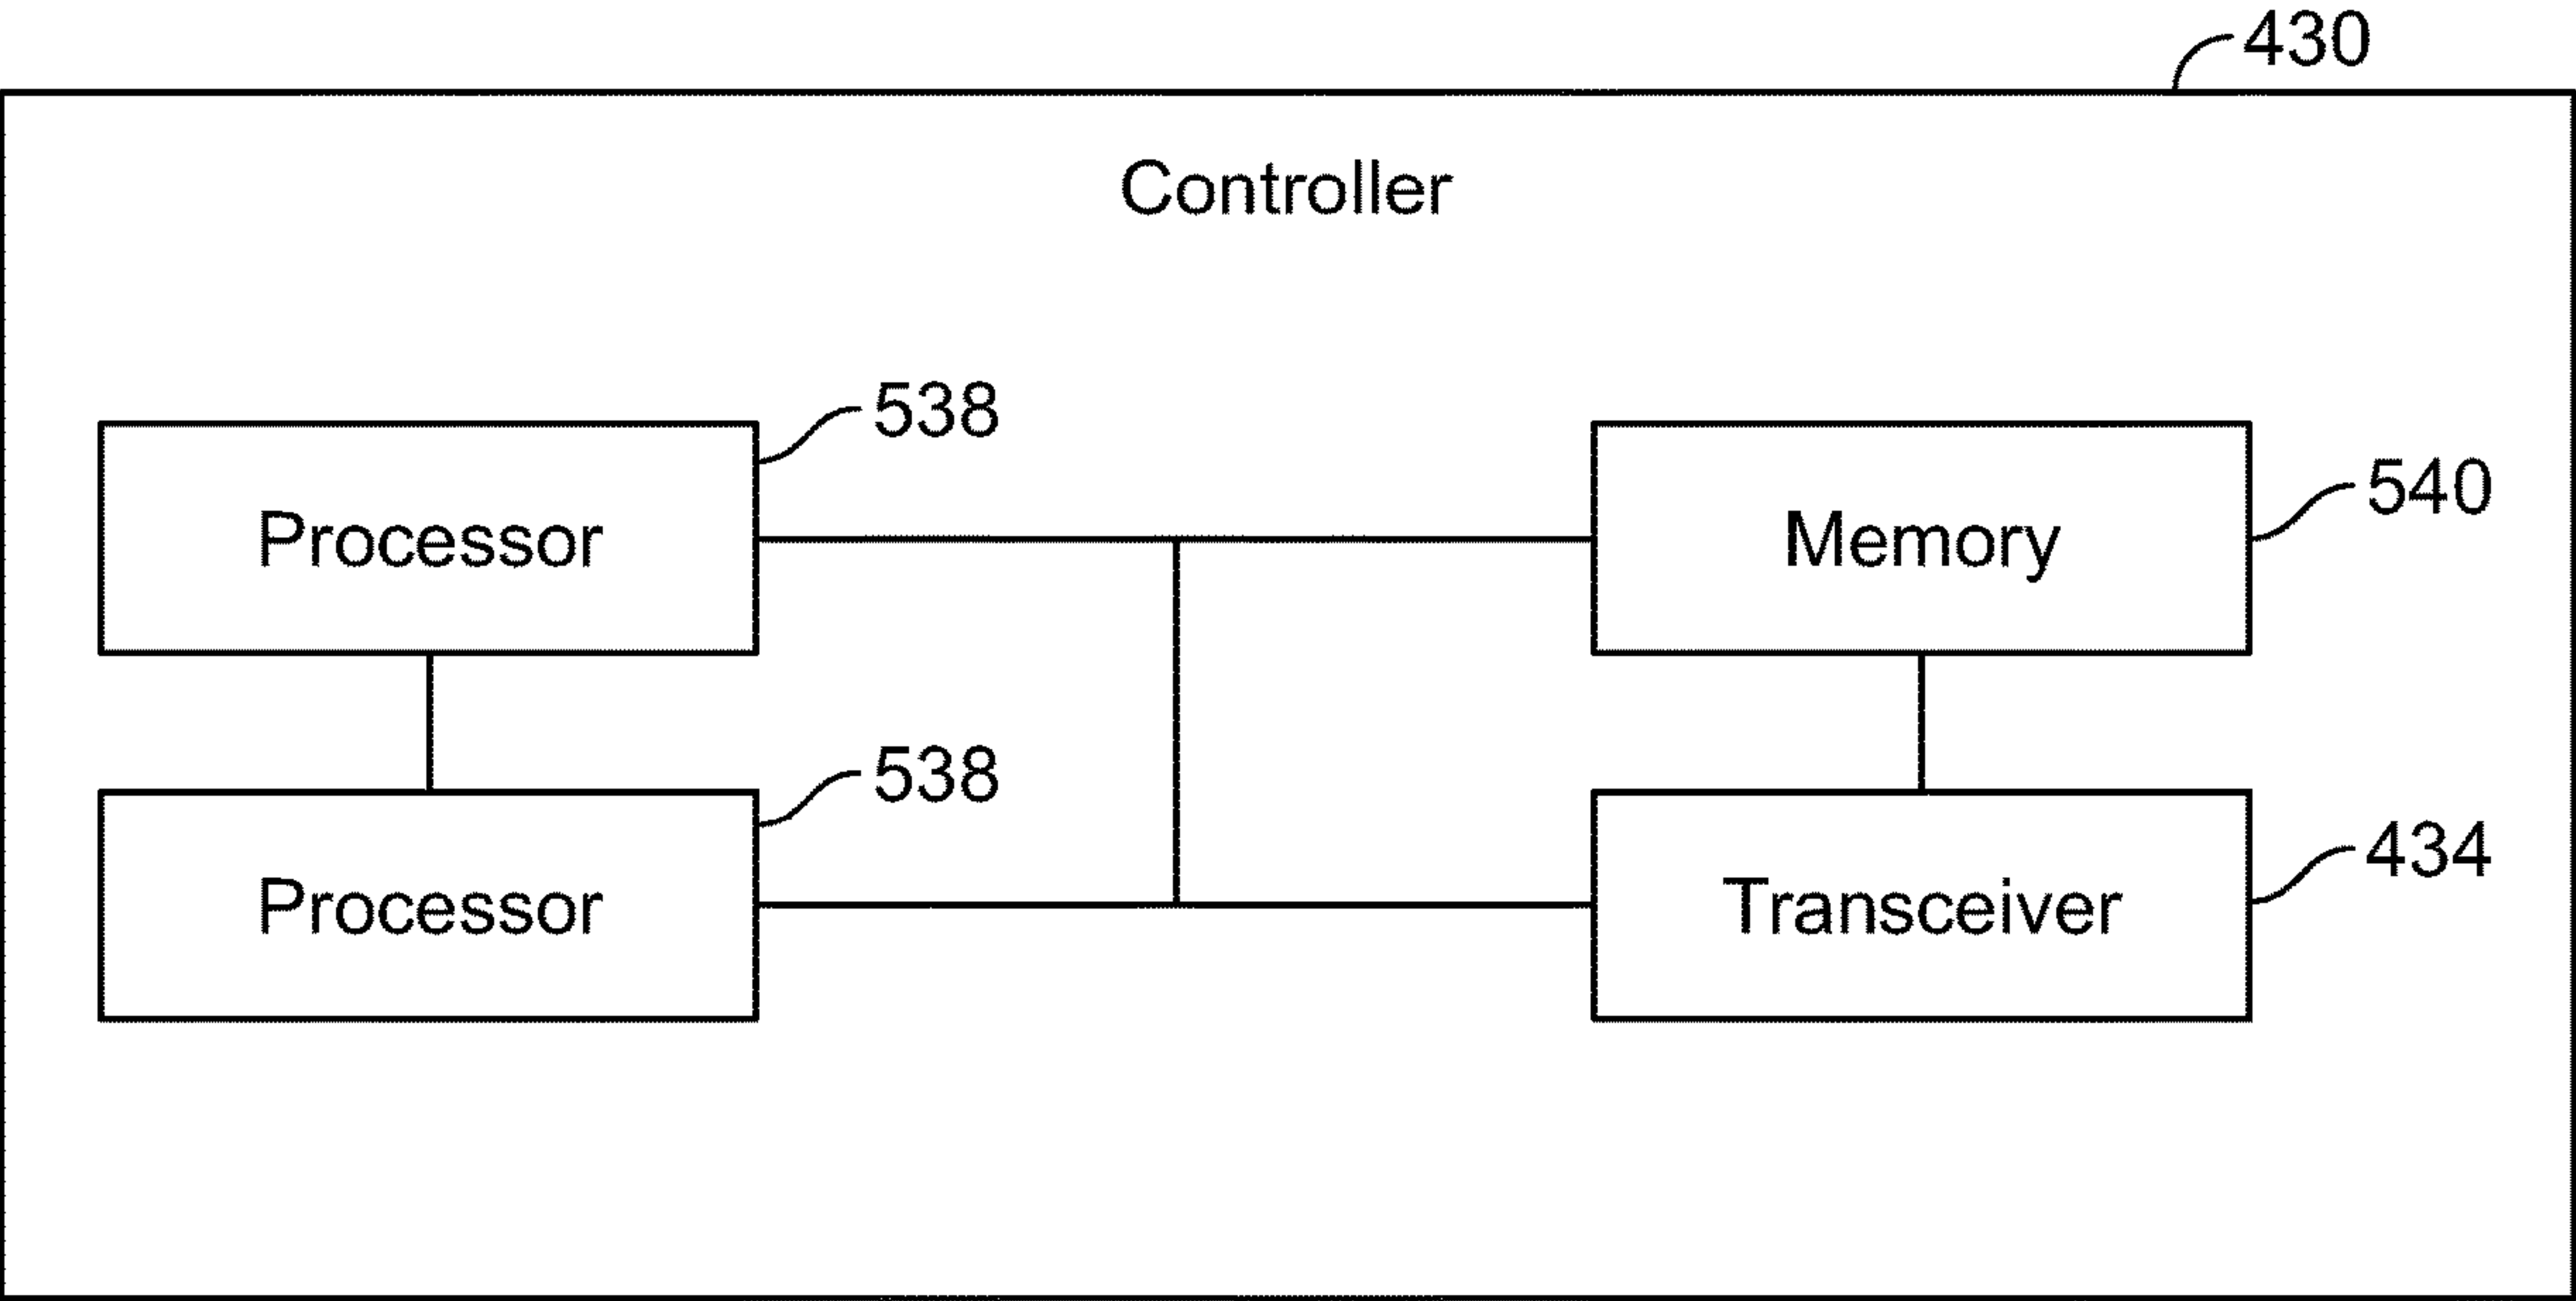 430
Controller
538
Processor
540
Memory
538
Processor
434
Transceiver